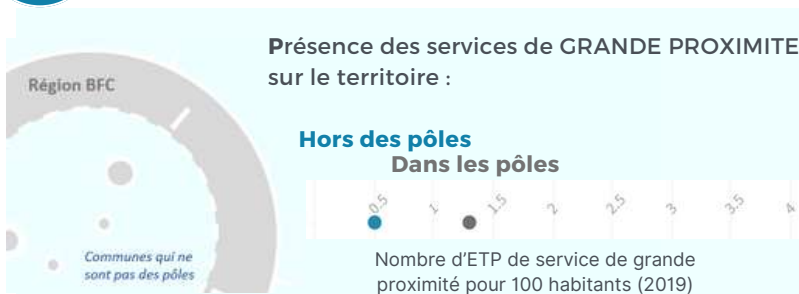 Présence des services de GRANDE PROXIMITE
sur le territoire :
Région BFC
Hors des pôles
Dans les pôles
0.5 1 1.5 2 2.5 3 3.5 4
Communes qui ne
sont pas des pôles
Nombre d’ETP de service de grande
proximité pour 100 habitants (2019)